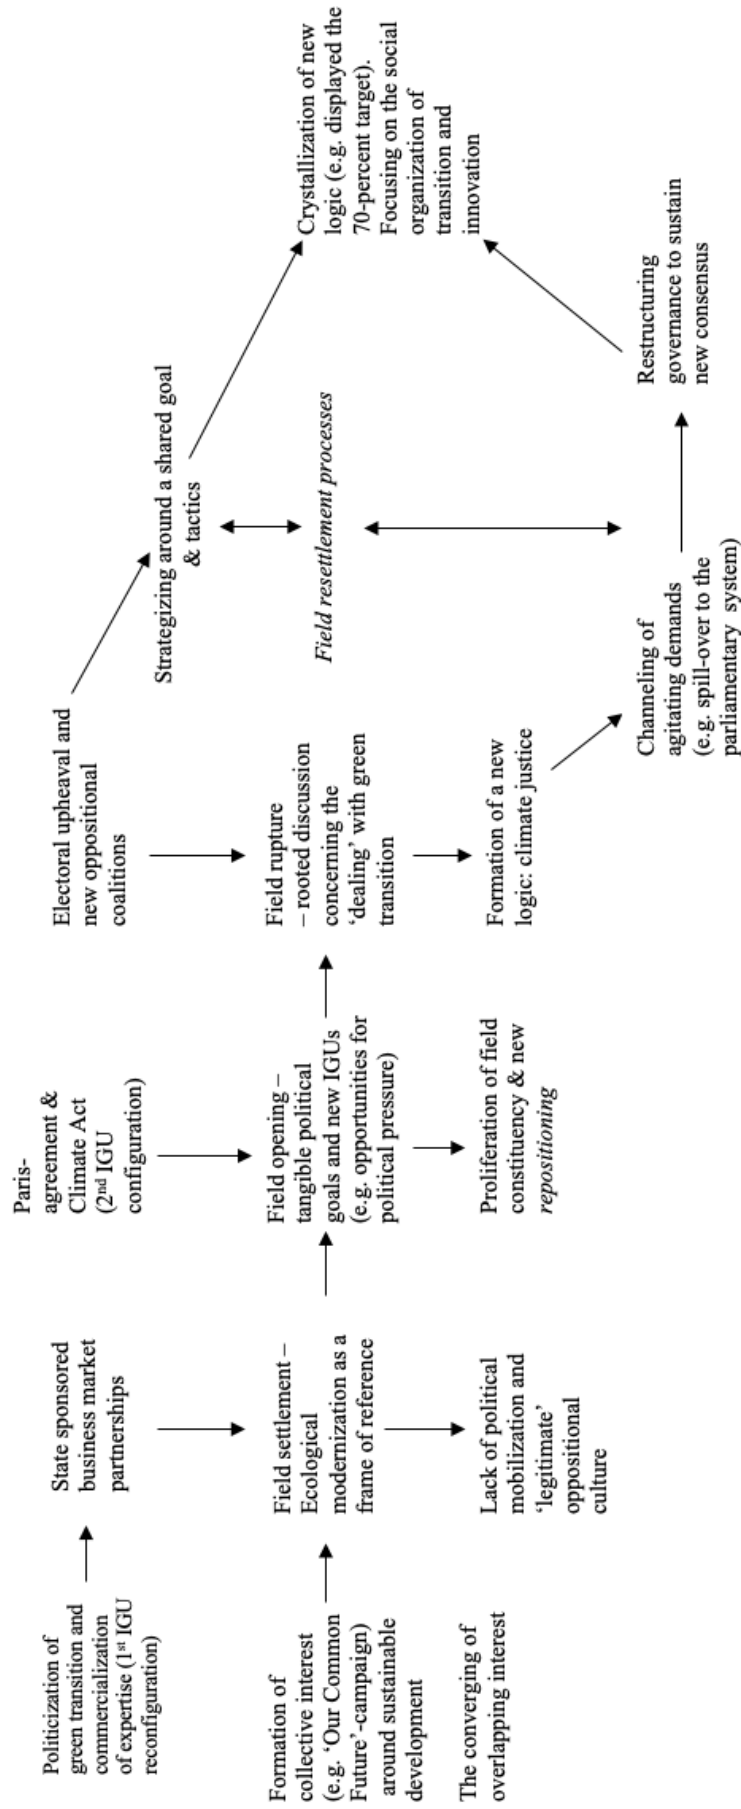 Politicization of
green transition and
commercialization
of expertise (1st IGU
reconfiguration)
State sponsored
business market
partnerships
Paris-
agreement &
Climate Act
(2nd IGU
configuration)
Electoral upheaval and
new oppositional
coalitions
Strategizing around a shared goal
& tactics
Crystallization of new
logic (e.g. displayed the
70-percent target).
Focusing on the social
organization of
transition and
innovation
Formation of
collective interest
(e.g. ‘Our Common
Future’-campaign)
around sustainable
development
Field settlement –
Ecological
modernization as a
frame of reference
Field opening –
tangible political
goals and new IGUs
(e.g. opportunities for
political pressure)
Field rupture
– rooted discussion
concerning the
‘dealing’ with green
transition
Field resettlement processes
The converging of
overlapping interest
Lack of political
mobilization and
‘legitimate’
oppositional
culture
Proliferation of field
constituency & new
repositioning
Formation of a new
logic: climate justice
Channeling of
agitating demands
(e.g. spill-over to the
parliamentary system)
Restructuring
governance to sustain
new consensus